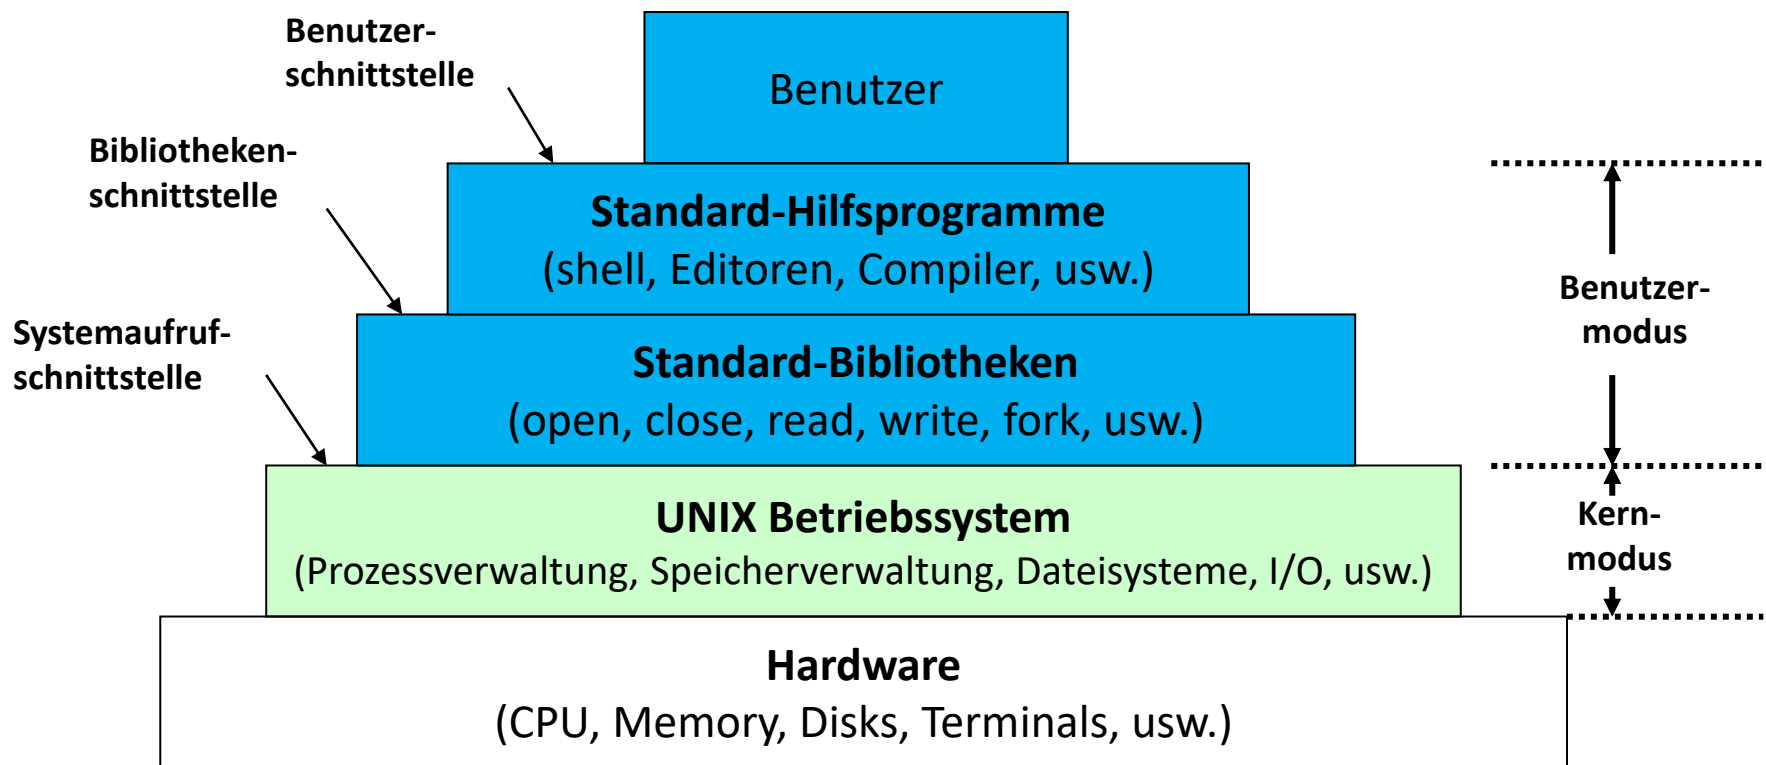 Benutzer-
schnittstelle
Benutzer
Bibliotheken-
schnittstelle
Standard-Hilfsprogramme
(shell, Editoren, Compiler, usw.)
Benutzer-
modus
Systemaufruf-
schnittstelle
Standard-Bibliotheken
(open, close, read, write, fork, usw.)
UNIX Betriebssystem
(Prozessverwaltung, Speicherverwaltung, Dateisysteme, I/O, usw.)
Kern-
modus
Hardware
(CPU, Memory, Disks, Terminals, usw.)